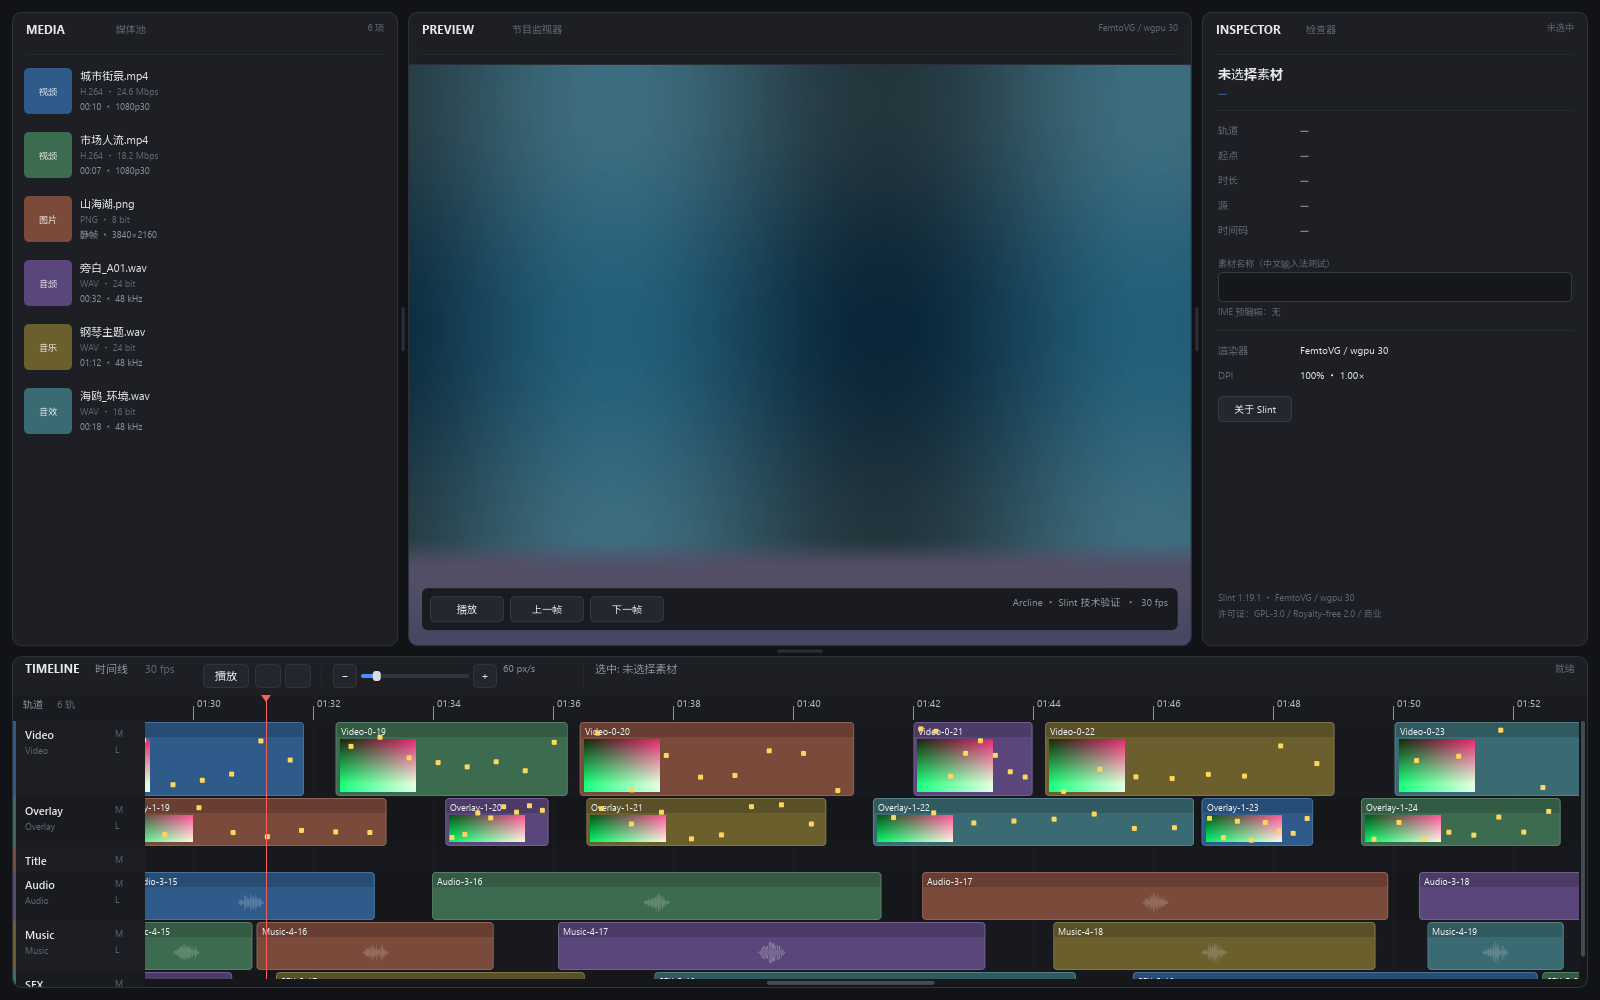 MEDIA 媒体池 6 项
视频 城市街景.mp4
H.264 • 24.6 Mbps
00:10 • 1080p30
视频 市场人流.mp4
H.264 • 18.2 Mbps
00:07 • 1080p30
图片 山海湖.png
PNG • 8 bit
静帧 • 3840×2160
音频 旁白_A01.wav
WAV • 24 bit
00:32 • 48 kHz
音乐 钢琴主题.wav
WAV • 24 bit
01:12 • 48 kHz
音效 海鸥_环境.wav
WAV • 16 bit
00:18 • 48 kHz
PREVIEW 节目监视器 FemtoVG / wgpu 30
播放 上一帧 下一帧 Arcline • Slint 技术验证 • 30 fps
INSPECTOR 检查器 未选中
未选择素材
—
轨道 —
起点 —
时长 —
源 —
时间码 —
素材名称（中文输入法测试）
IME 预编辑：无
渲染器 FemtoVG / wgpu 30
DPI 100% • 1.00×
关于 Slint
Slint 1.19.1 • FemtoVG / wgpu 30
许可证：GPL-3.0 / Royalty-free 2.0 / 商业
TIMELINE 时间线 30 fps 播放 − + 60 px/s 选中: 未选择素材 就绪
轨道 6 轨 01:30 01:32 01:34 01:36 01:38 01:40 01:42 01:44 01:46 01:48 01:50 01:52
Video M Video-0-19 Video-0-20 Video-0-21 Video-0-22 Video-0-23
Video L
Overlay M y-1-19 Overlay-1-20 Overlay-1-21 Overlay-1-22 Overlay-1-23 Overlay-1-24
Overlay L
Title M
Audio M dio-3-15 Audio-3-16 Audio-3-17 Audio-3-18
Audio L
Music M c-4-15 Music-4-16 Music-4-17 Music-4-18 Music-4-19
Music L
SFX M